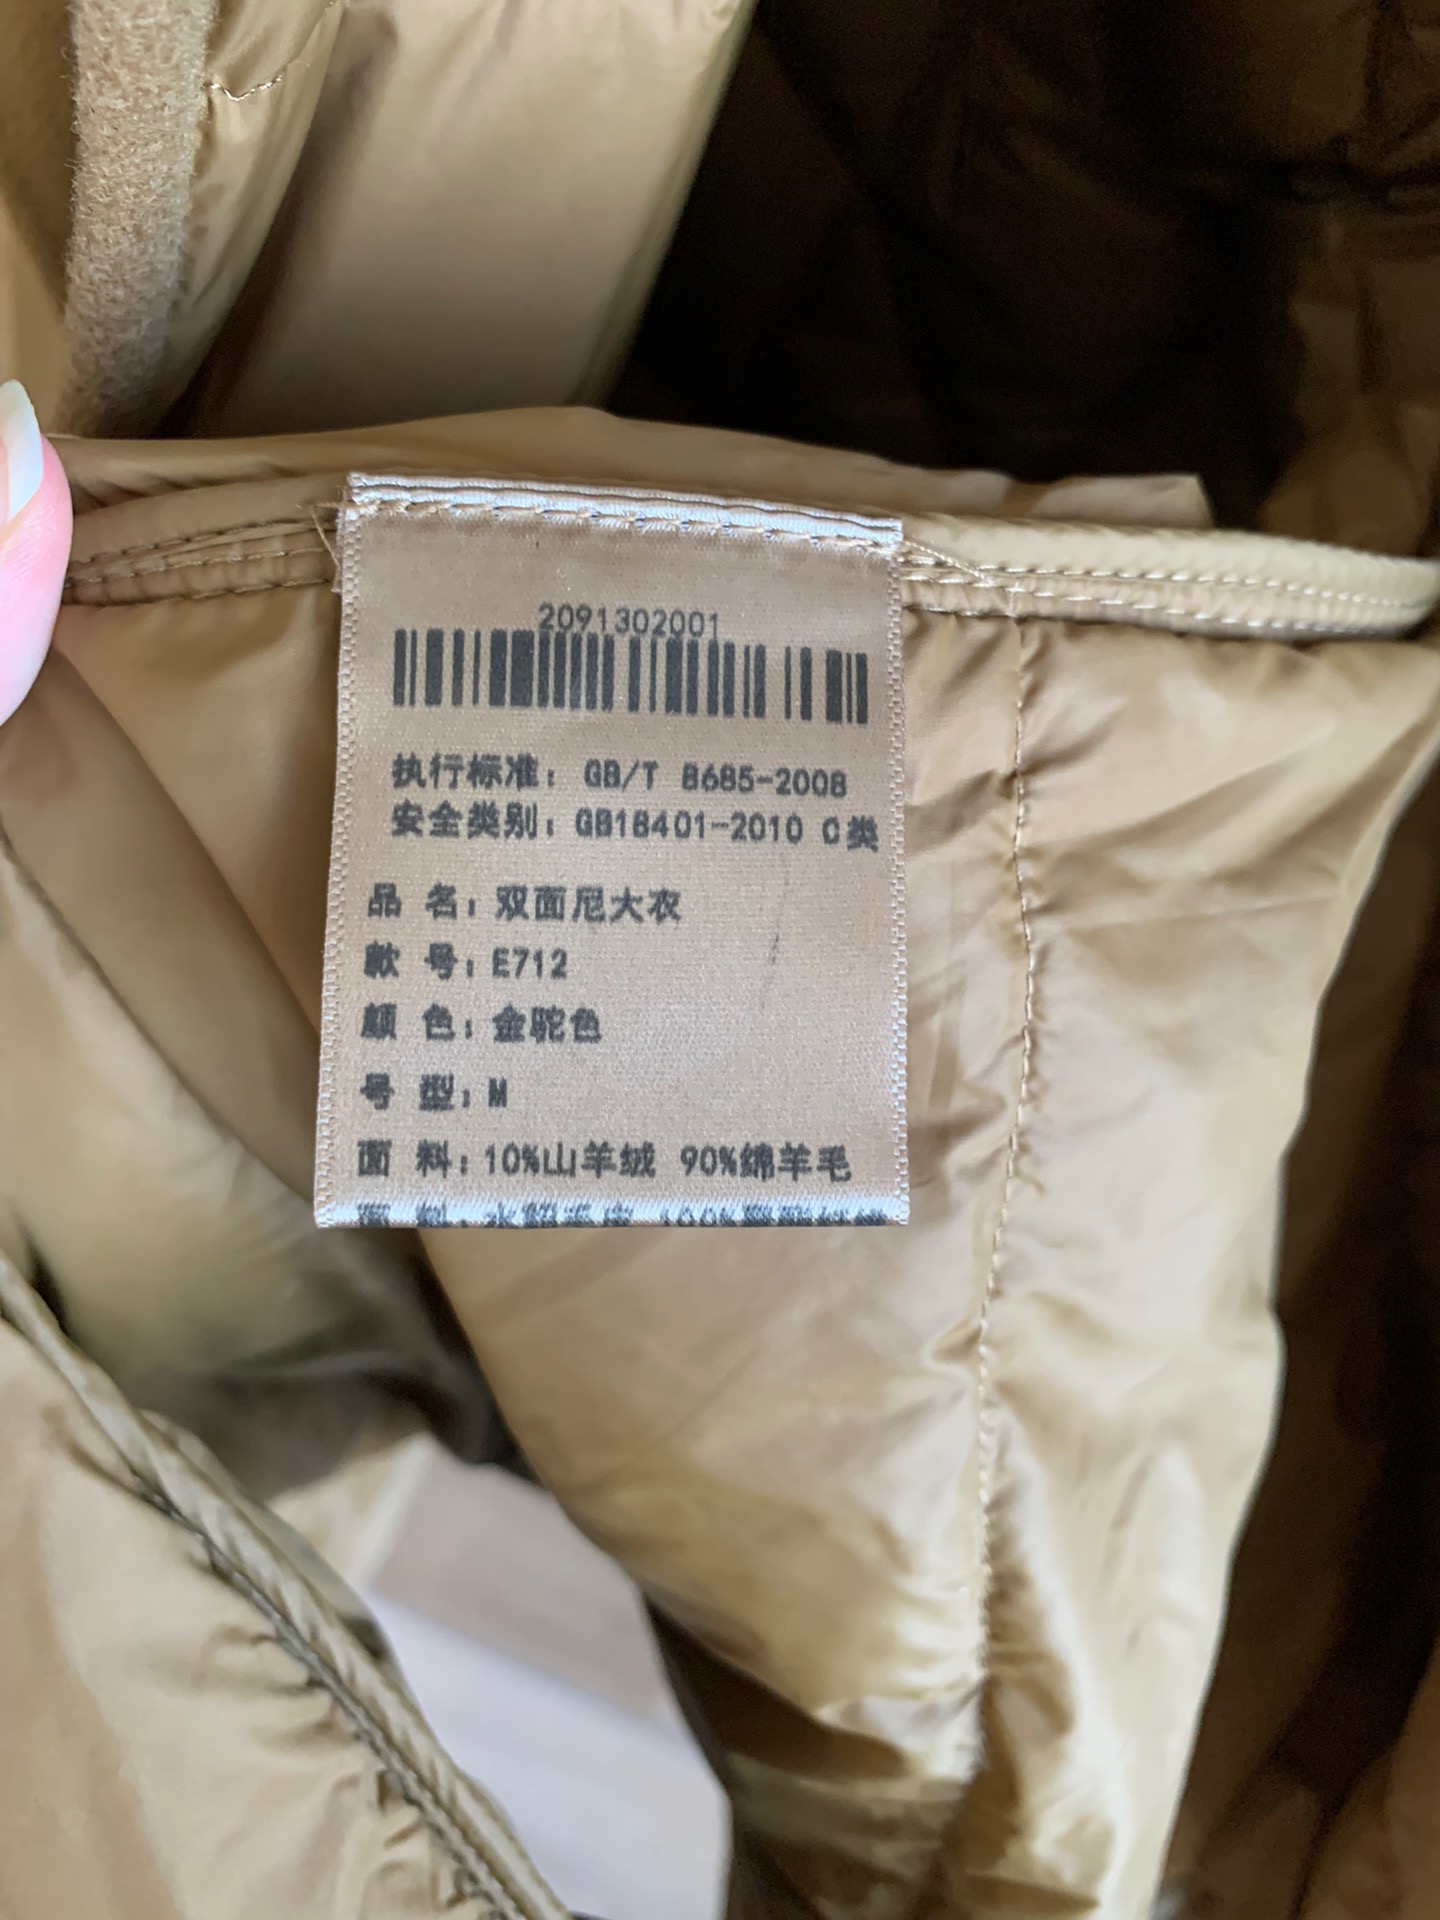 2091302001
执行标准: GB/T 8685-2008
安全类别: GB18401-2010 C类
品 名: 双面尼大衣
款 号: E712
颜 色: 金驼色
号 型: M
面 料: 10%山羊绒 90%绵羊毛